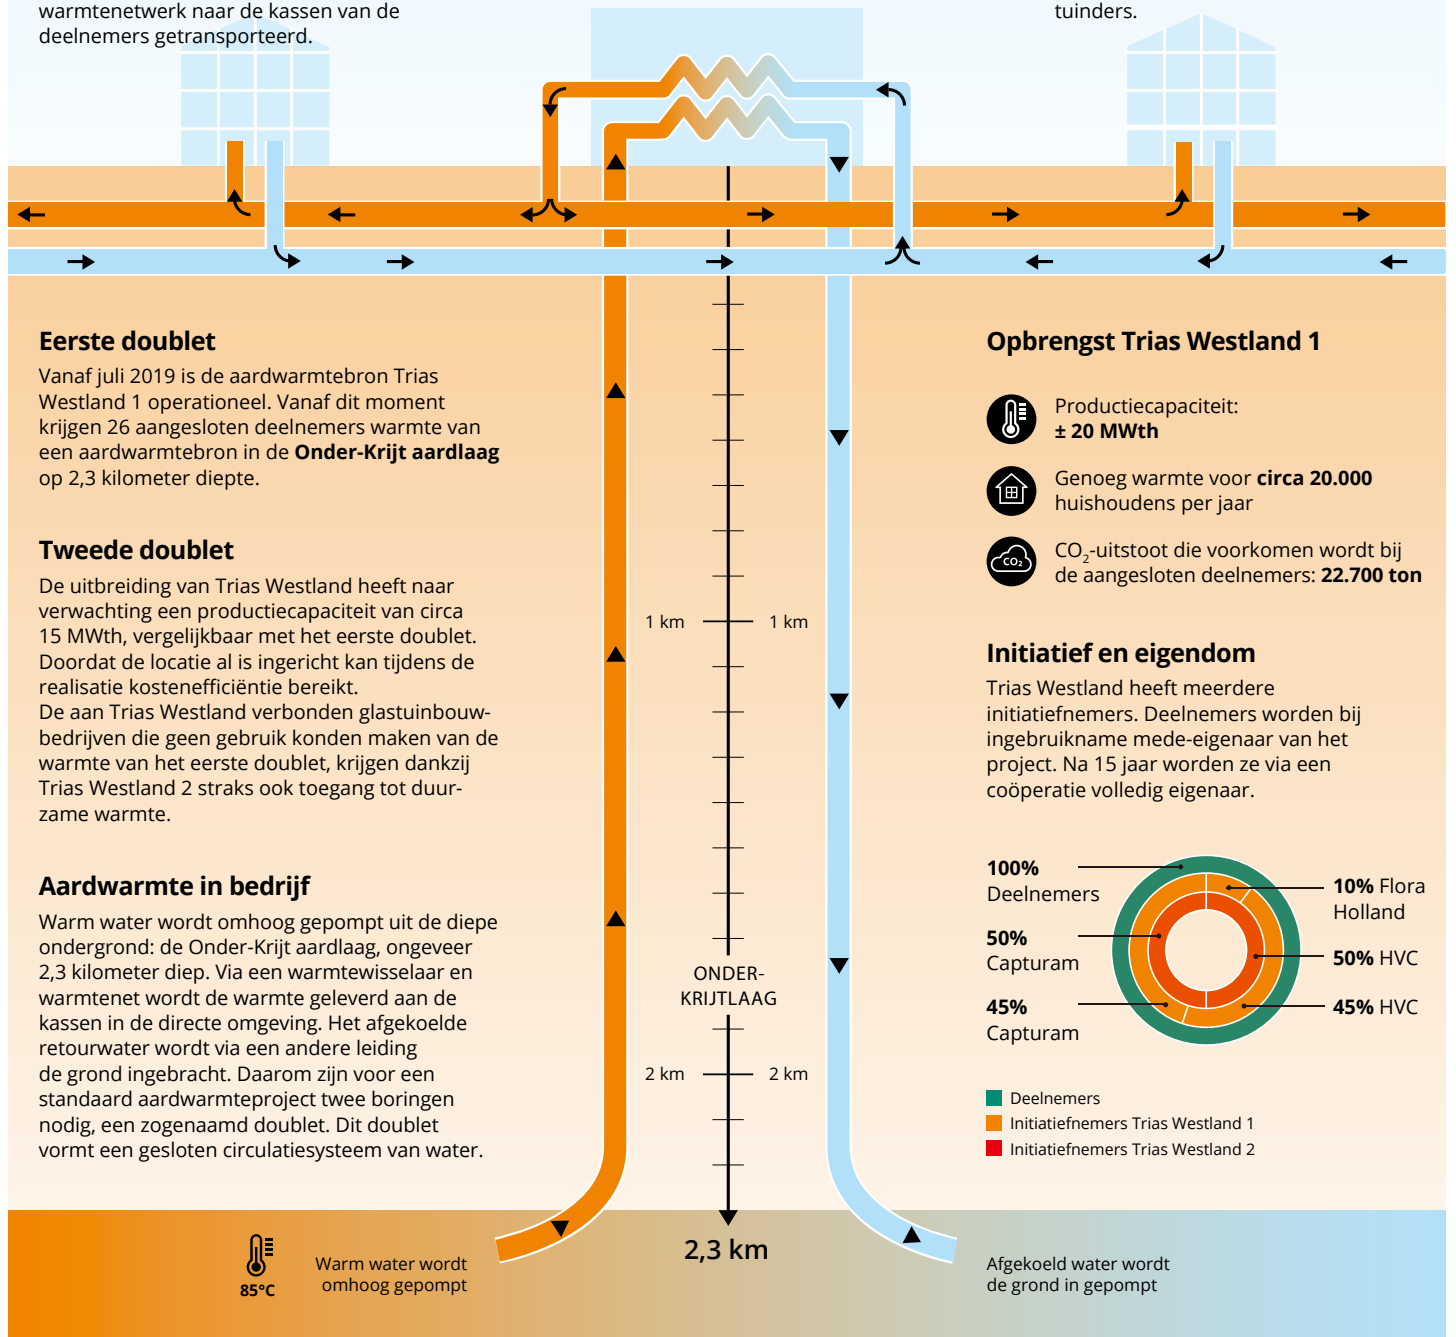 warmtenetwerk naar de kassen van de
deelnemers getransporteerd.
tuinders.
Eerste doublet
Vanaf juli 2019 is de aardwarmtebron Trias
Westland 1 operationeel. Vanaf dit moment
krijgen 26 aangesloten deelnemers warmte van
een aardwarmtebron in de Onder-Krijt aardlaag
op 2,3 kilometer diepte.
Tweede doublet
De uitbreiding van Trias Westland heeft naar
verwachting een productiecapaciteit van circa
15 MWth, vergelijkbaar met het eerste doublet.
Doordat de locatie al is ingericht kan tijdens de
realisatie kostenefficiëntie bereikt.
De aan Trias Westland verbonden glastuinbouw-
bedrijven die geen gebruik konden maken van de
warmte van het eerste doublet, krijgen dankzij
Trias Westland 2 straks ook toegang tot duur-
zame warmte.
Aardwarmte in bedrijf
Warm water wordt omhoog gepompt uit de diepe
ondergrond: de Onder-Krijt aardlaag, ongeveer
2,3 kilometer diep. Via een warmtewisselaar en
warmtenet wordt de warmte geleverd aan de
kassen in de directe omgeving. Het afgekoelde
retourwater wordt via een andere leiding
de grond ingebracht. Daarom zijn voor een
standaard aardwarmteproject twee boringen
nodig, een zogenaamd doublet. Dit doublet
vormt een gesloten circulatiesysteem van water.
1 km
1 km
ONDER-
KRIJTLAAG
2 km
2 km
2,3 km
Opbrengst Trias Westland 1
Productiecapaciteit:
± 20 MWth
Genoeg warmte voor circa 20.000
huishoudens per jaar
CO₂
CO₂-uitstoot die voorkomen wordt bij
de aangesloten deelnemers: 22.700 ton
Initiatief en eigendom
Trias Westland heeft meerdere
initiatiefnemers. Deelnemers worden bij
ingebruikname mede-eigenaar van het
project. Na 15 jaar worden ze via een
coöperatie volledig eigenaar.
100%
Deelnemers
50%
Capturam
45%
Capturam
10% Flora
Holland
50% HVC
45% HVC
Deelnemers
Initiatiefnemers Trias Westland 1
Initiatiefnemers Trias Westland 2
85°C
Warm water wordt
omhoog gepompt
Afgekoeld water wordt
de grond in gepompt